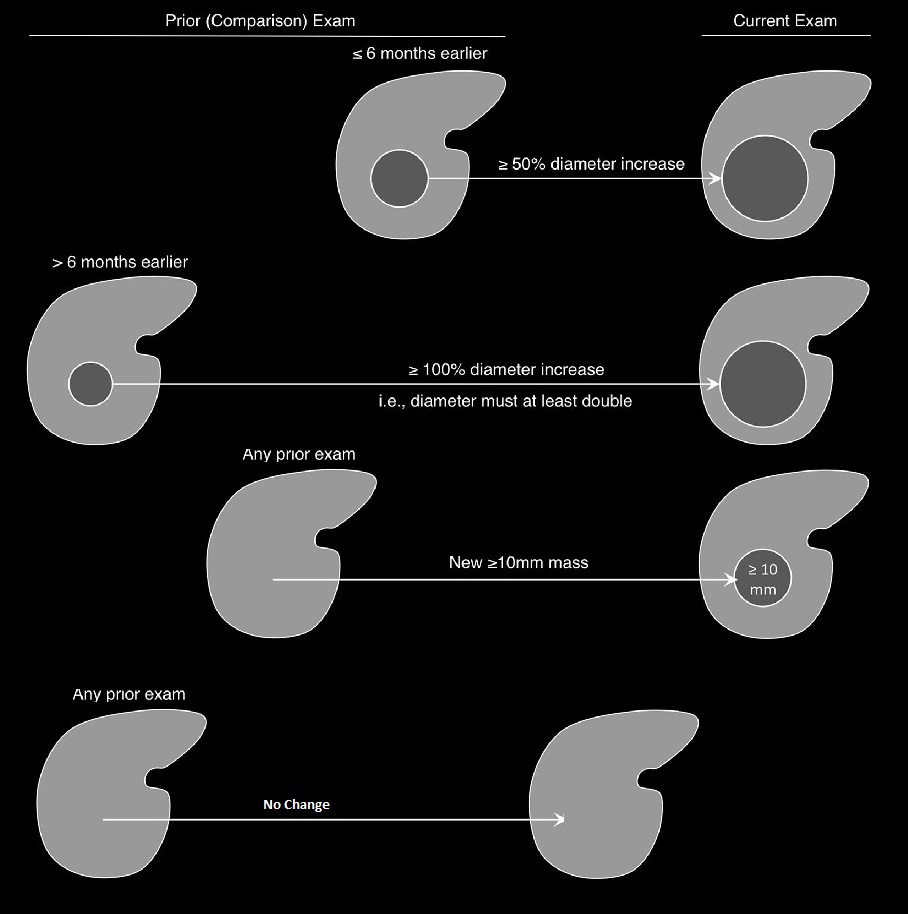 Prior (Comparison) Exam
Current Exam
≤ 6 months earlier
≥ 50% diameter increase
> 6 months earlier
≥ 100% diameter increase
i.e., diameter must at least double
Any prior exam
New ≥10mm mass
≥ 10
mm
Any prior exam
No Change